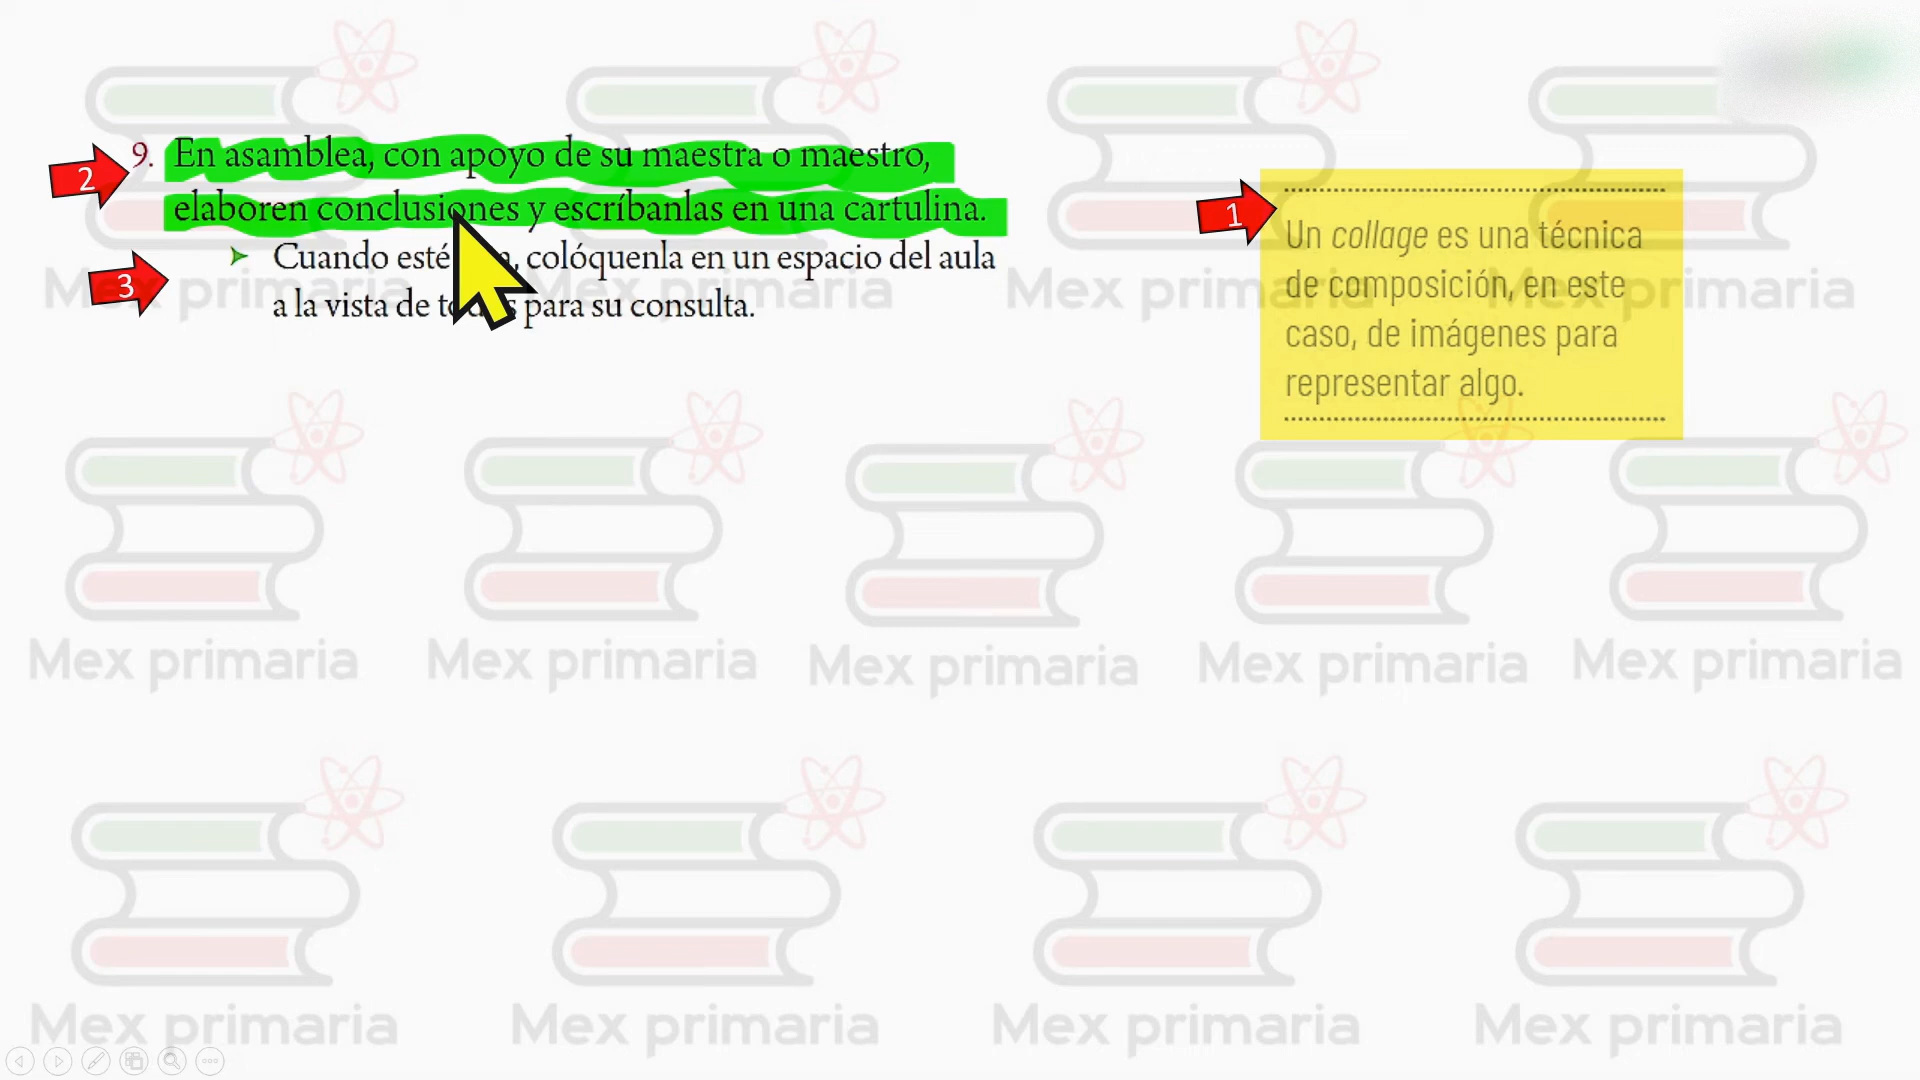 2
9. En asamblea, con apoyo de su maestra o maestro,
elaboren conclusiones y escríbanlas en una cartulina.
3
Cuando esté , colóquenla en un espacio del aula
a la vista de para su consulta.
1
Un collage es una técnica
de composición, en este
caso, de imágenes para
representar algo.
Mex primaria
Mex primaria
Mex primaria
Mex primaria
Mex primaria
Mex primaria
Mex primaria
Mex primaria
Mex primaria
Mex primaria
Mex primaria
Mex primaria
Mex primaria